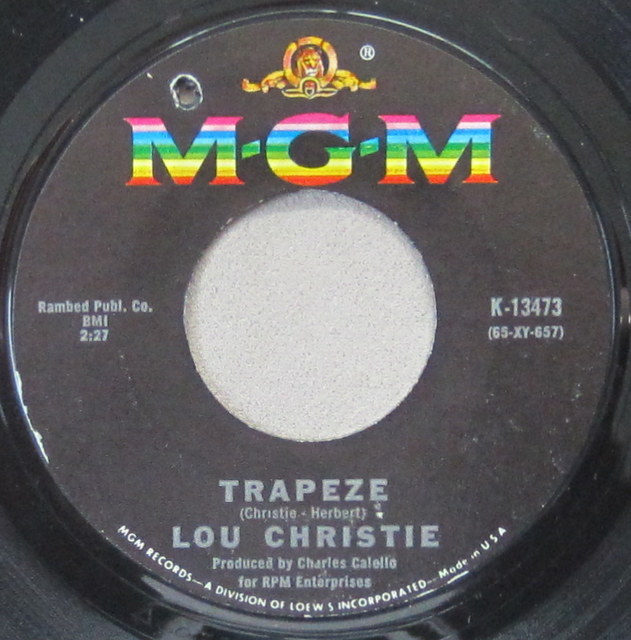 ®
M-G-M
Rambed Publ. Co.
BMI
2:27
K-13473
(65-XY-657)
TRAPEZE
(Christie - Herbert)
LOU CHRISTIE
Produced by Charles Calello
for RPM Enterprises
MGM RECORDS—A DIVISION OF LOEW'S INCORPORATED—Made in U S A